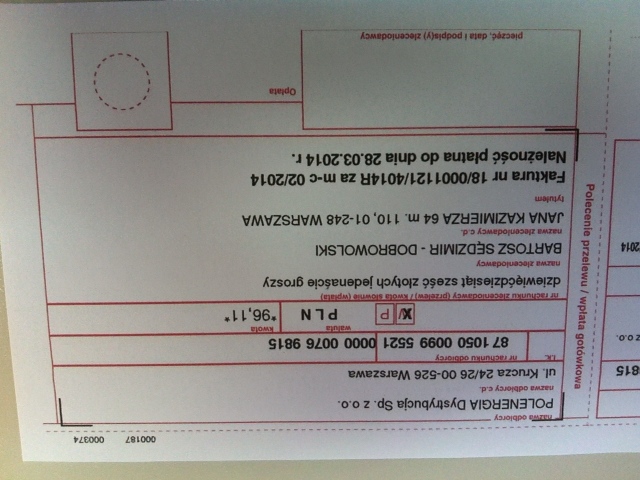 000187 000374
Polecenie przelewu / wpłata gotówkowa
nazwa odbiorcy
POLENERGIA Dystrybucja Sp. z o.o.
nazwa odbiorcy c.d.
ul. Krucza 24/26 00-526 Warszawa
l.k. nr rachunku odbiorcy
87 1050 0099 5521 0000 0076 9815
waluta kwota
W P PLN *96,11*
nr rachunku zleceniodawcy (przelew) / kwota słownie (wpłata)
dziewięćdziesiąt sześć złotych jedenaście groszy
nazwa zleceniodawcy
BARTOSZ SĘDZIMIR - DOBROWOLSKI
nazwa zleceniodawcy c.d.
JANA KAZIMIERZA 64 m. 110, 01-248 WARSZAWA
tytułem
Faktura nr 18/0001121/4014R za m-c 02/2014
Należność płatna do dnia 28.03.2014 r.
pieczęć, data i podpis(y) zleceniodawcy
Opłata
815
z o.o.
2014